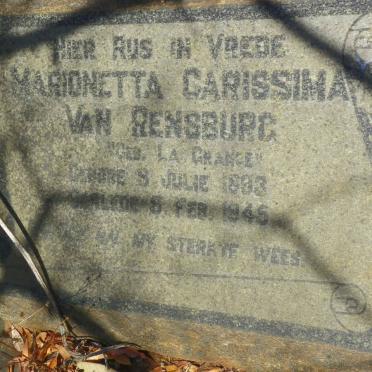 HIER RUS IN VREDE
MARIONETTA CARISSIMA
VAN RENSBURG
"GEB. LA GRANGE"
GEBORE 9 JULIE 1893
8 FEB. 1945
MY STERKTE WEES.